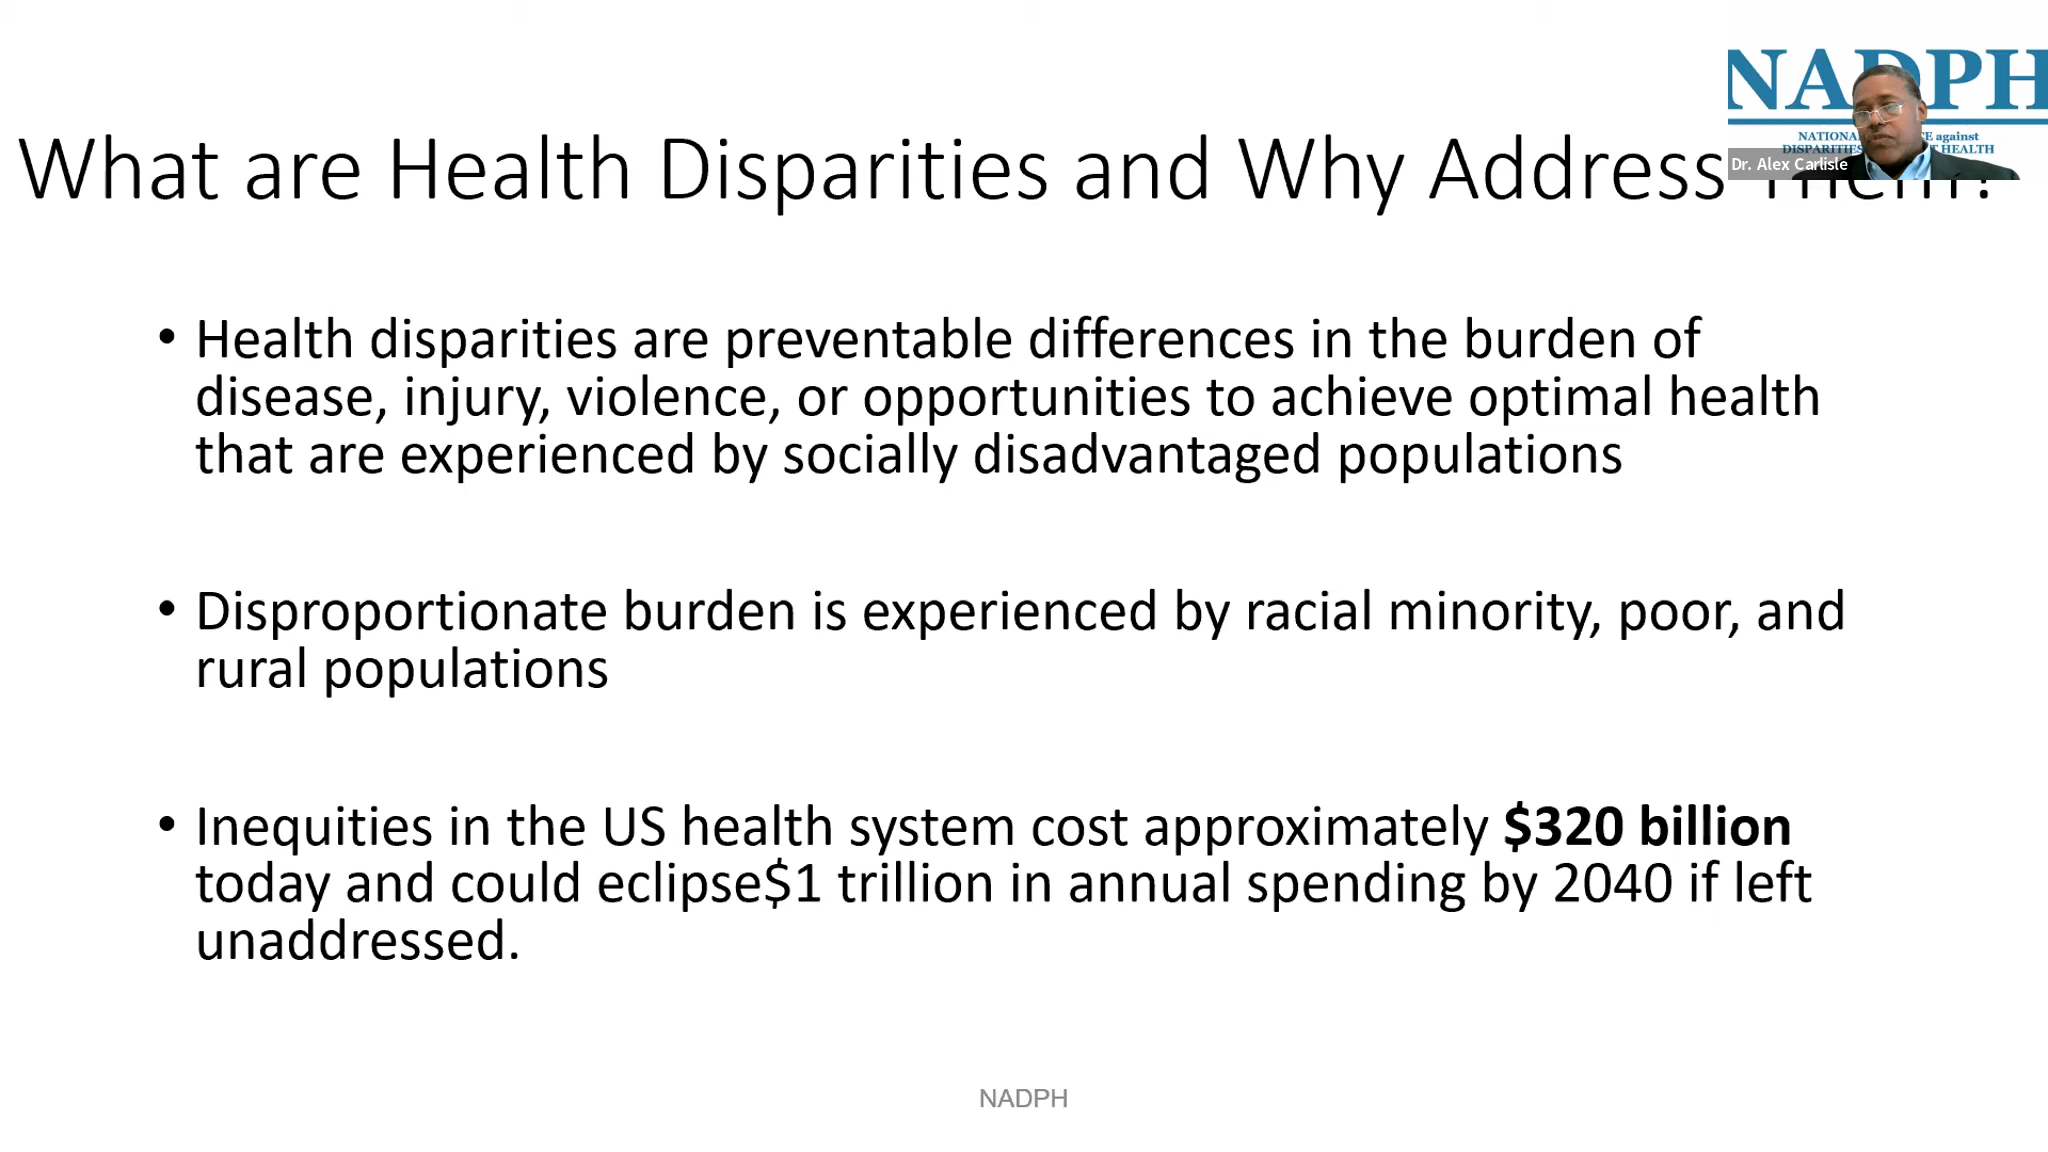 NADPH
NATIONAL against
DISPARITIES HEALTH
Dr. Alex Carlisle
What are Health Disparities and Why Address
• Health disparities are preventable differences in the burden of
disease, injury, violence, or opportunities to achieve optimal health
that are experienced by socially disadvantaged populations
• Disproportionate burden is experienced by racial minority, poor, and
rural populations
• Inequities in the US health system cost approximately $320 billion
today and could eclipse$1 trillion in annual spending by 2040 if left
unaddressed.
NADPH